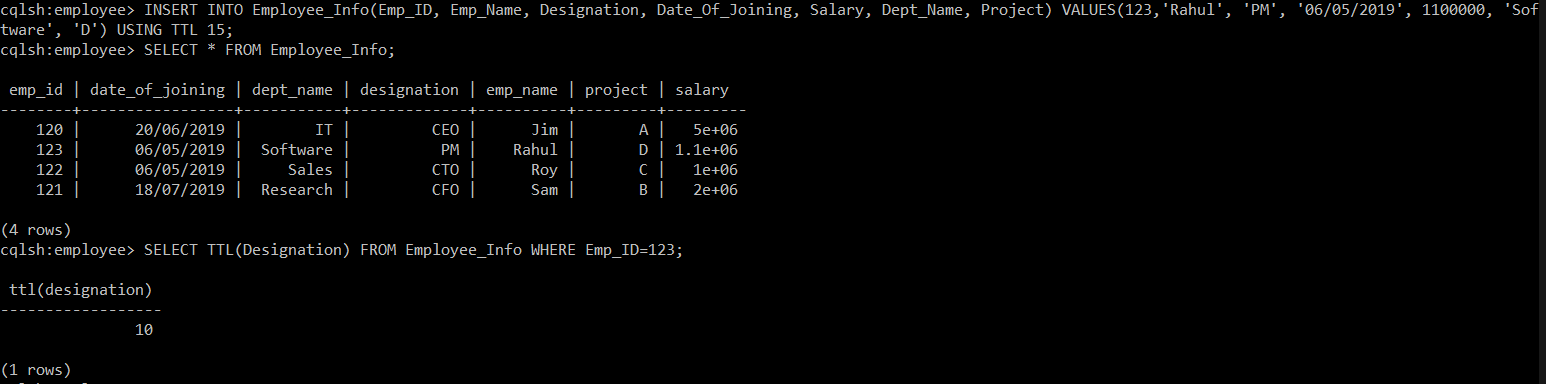 cqlsh:employee> INSERT INTO Employee_Info(Emp_ID, Emp_Name, Designation, Date_Of_Joining, Salary, Dept_Name, Project) VALUES(123,'Rahul', 'PM', '06/05/2019', 1100000, 'Sof
tware', 'D') USING TTL 15;
cqlsh:employee> SELECT * FROM Employee_Info;
 emp_id | date_of_joining | dept_name | designation | emp_name | project | salary
--------+-----------------+-----------+-------------+----------+---------+---------
    120 |      20/06/2019 |        IT |         CEO |      Jim |       A |   5e+06
    123 |      06/05/2019 |  Software |          PM |    Rahul |       D | 1.1e+06
    122 |      06/05/2019 |     Sales |         CTO |      Roy |       C |   1e+06
    121 |      18/07/2019 |  Research |         CFO |      Sam |       B |   2e+06
(4 rows)
cqlsh:employee> SELECT TTL(Designation) FROM Employee_Info WHERE Emp_ID=123;
 ttl(designation)
------------------
               10
(1 rows)